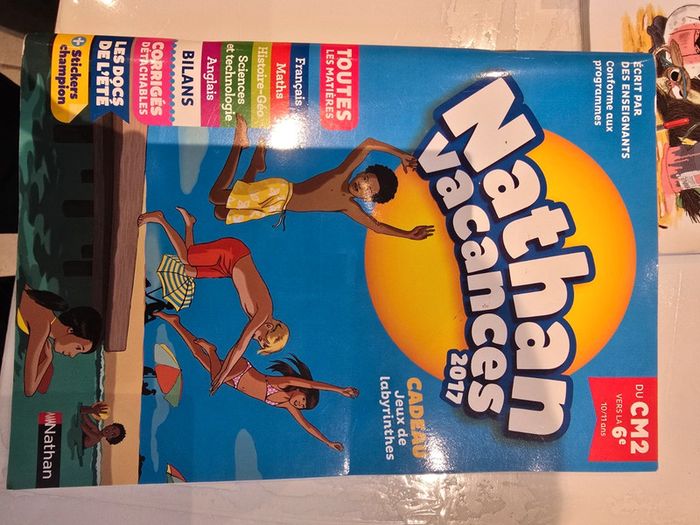 ÉCRIT PAR
DES ENSEIGNANTS
Conforme aux
programmes
DU CM2
VERS LA 6e
10/11 ans
Nathan
vacances
2017
CADEAU
Jeux de
labyrinthes
TOUTES
LES MATIÈRES
Français
Maths
Histoire-Géo
Sciences
et technologie
Anglais
BILANS
CORRIGÉS
DÉTACHABLES
LES DOCS
DE L'ÉTÉ
+ Stickers
champion
Nathan